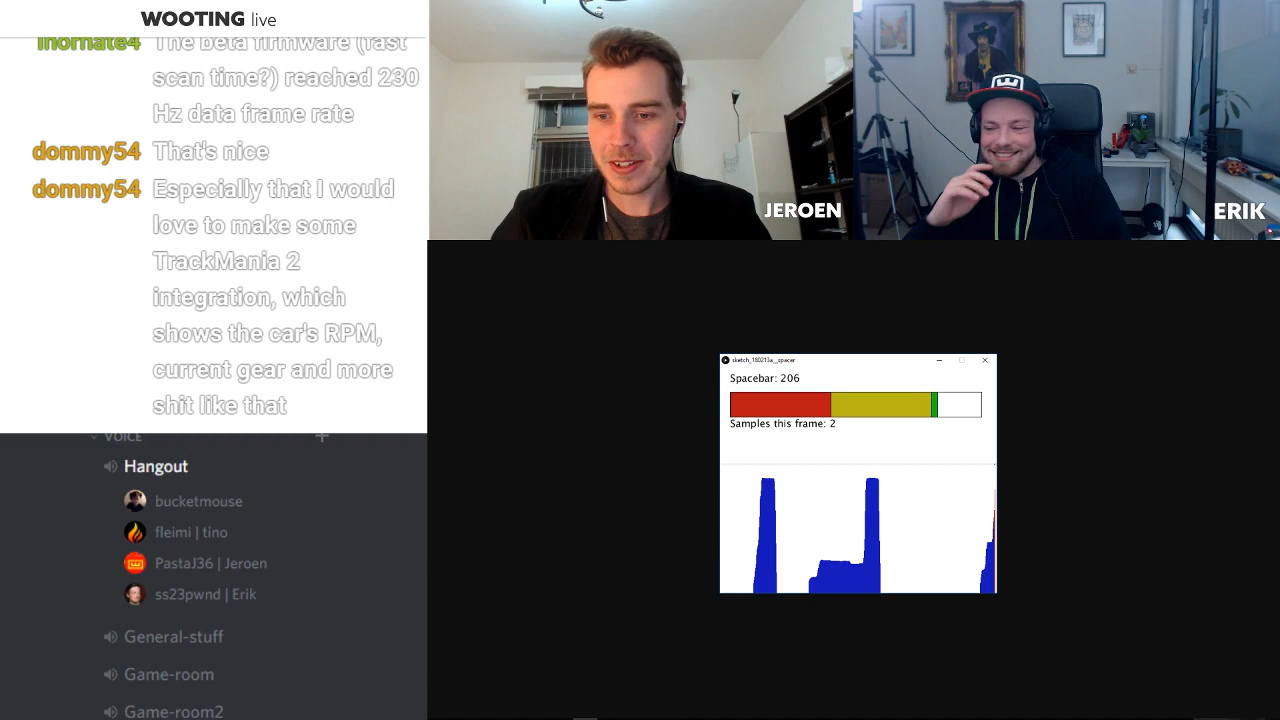 WOOTING live
Inornate4 The beta firmware (fast
scan time?) reached 230
Hz data frame rate
dommy54 That's nice
dommy54 Especially that I would
love to make some
TrackMania 2
integration, which
shows the car's RPM,
current gear and more
shit like that
VOICE
Hangout
bucketmouse
fleimi | tino
PastaJ36 | Jeroen
ss23pwnd | Erik
General-stuff
Game-room
Game-room2
JEROEN
ERIK
sketch_180213a_spacer
Spacebar: 206
Samples this frame: 2